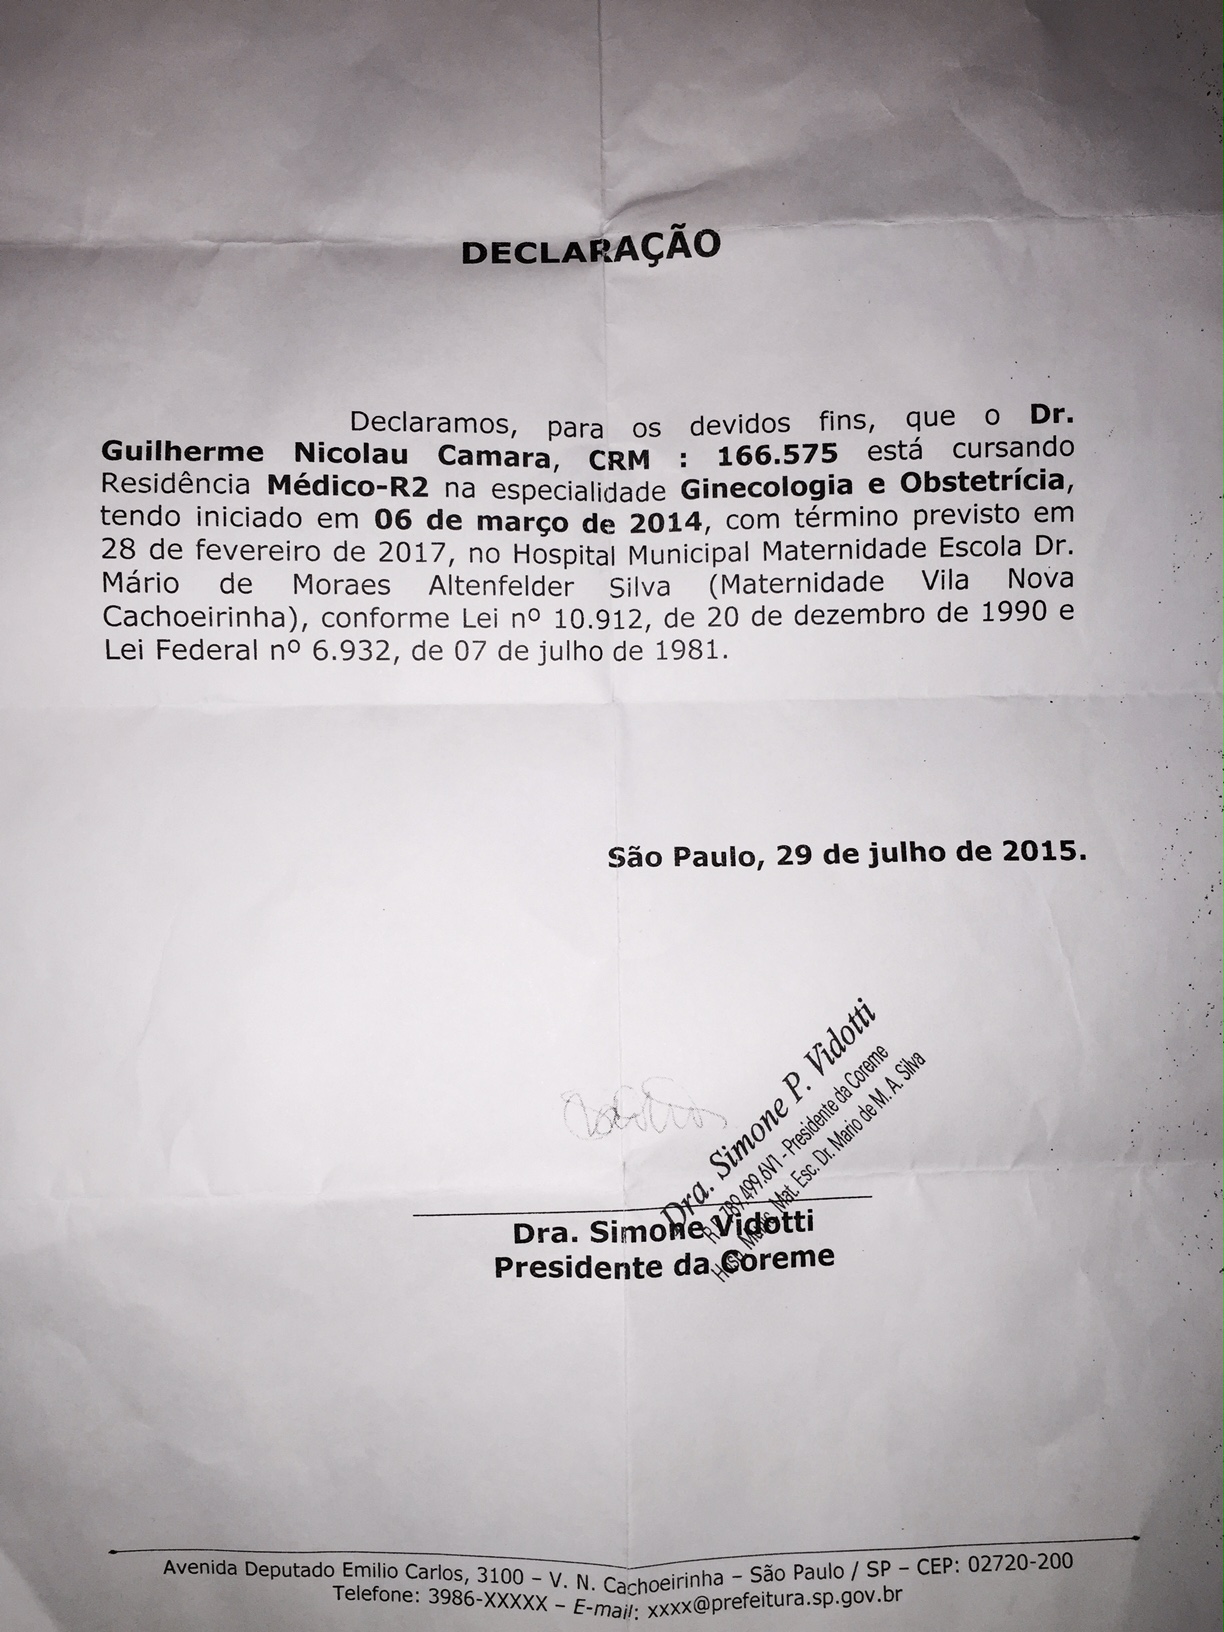 DECLARAÇÃO
Declaramos, para os devidos fins, que o Dr.
Guilherme Nicolau Camara, CRM : 166.575 está cursando
Residência Médico-R2 na especialidade Ginecologia e Obstetrícia,
tendo iniciado em 06 de março de 2014, com término previsto em
28 de fevereiro de 2017, no Hospital Municipal Maternidade Escola Dr.
Mário de Moraes Altenfelder Silva (Maternidade Vila Nova
Cachoeirinha), conforme Lei nº 10.912, de 20 de dezembro de 1990 e
Lei Federal nº 6.932, de 07 de julho de 1981.
São Paulo, 29 de julho de 2015.
Dra. Simone P. Vidotti
789.499.6V1 - Presidente da Coreme
Mat. Esc. Dr. Mario de M. A. Silva
Dra. Simone Vidotti
Presidente da Coreme
Avenida Deputado Emilio Carlos, 3100 – V. N. Cachoeirinha – São Paulo / SP – CEP: 02720-200
Telefone: 3986-XXXXX – E-mail: xxxx@prefeitura.sp.gov.br